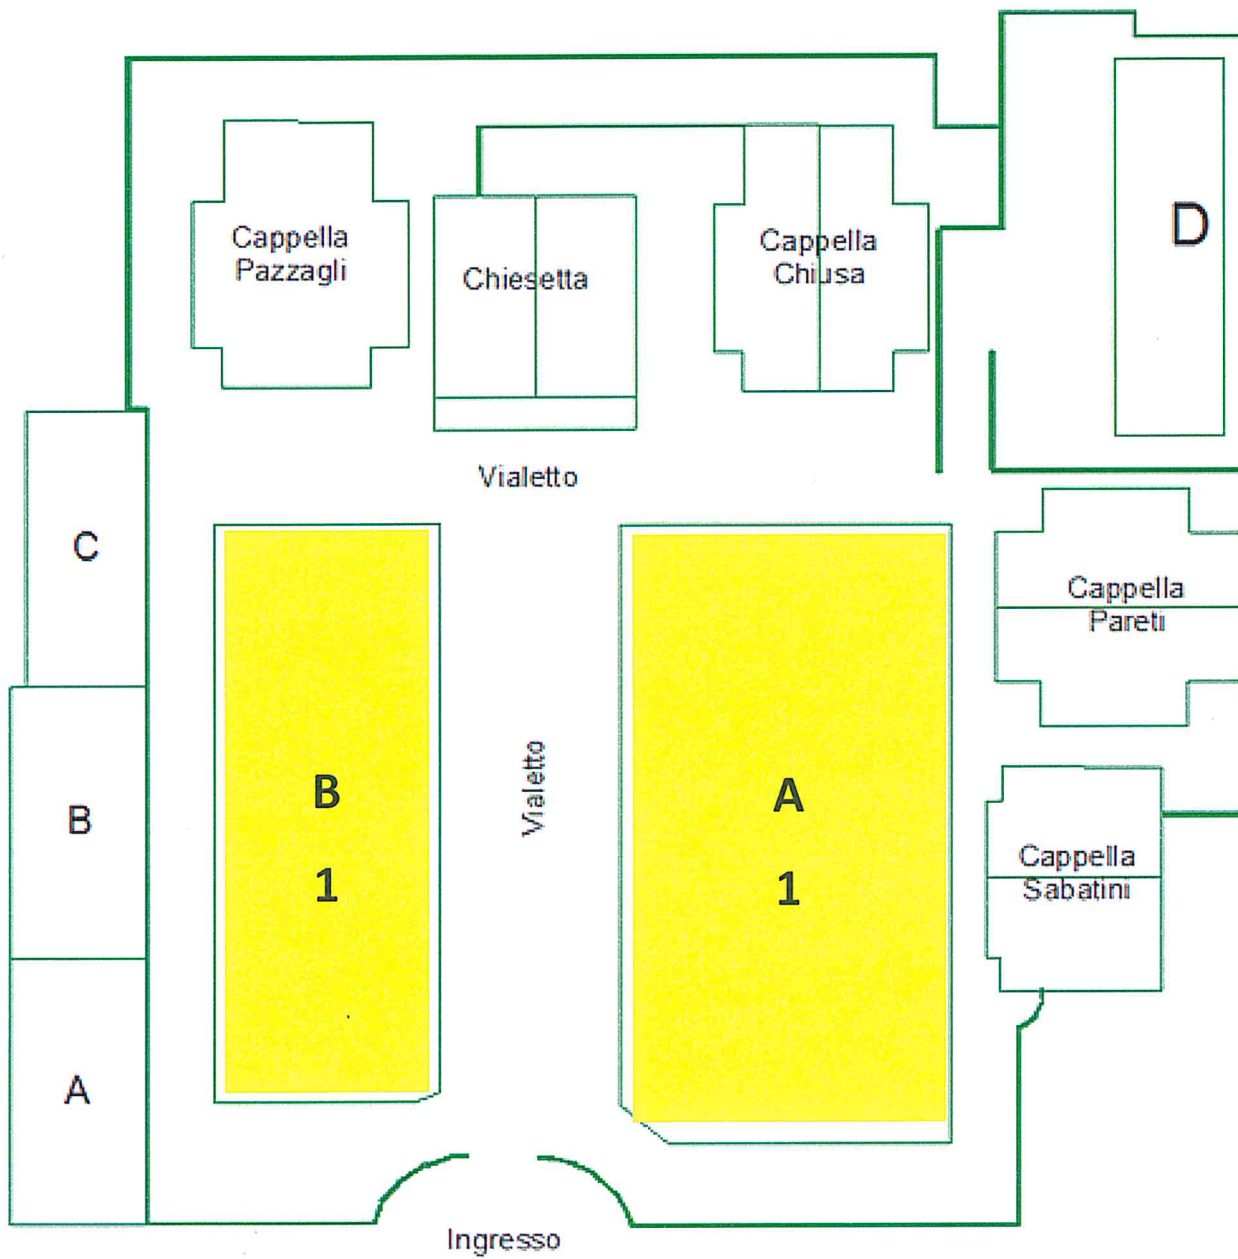 D
Cappella
Pazzagli
Chiesetta
Cappella
Chiusa
Vialetto
C
Cappella
Pareti
B
Vialetto
B
1
A
1
Cappella
Sabatini
A
Ingresso